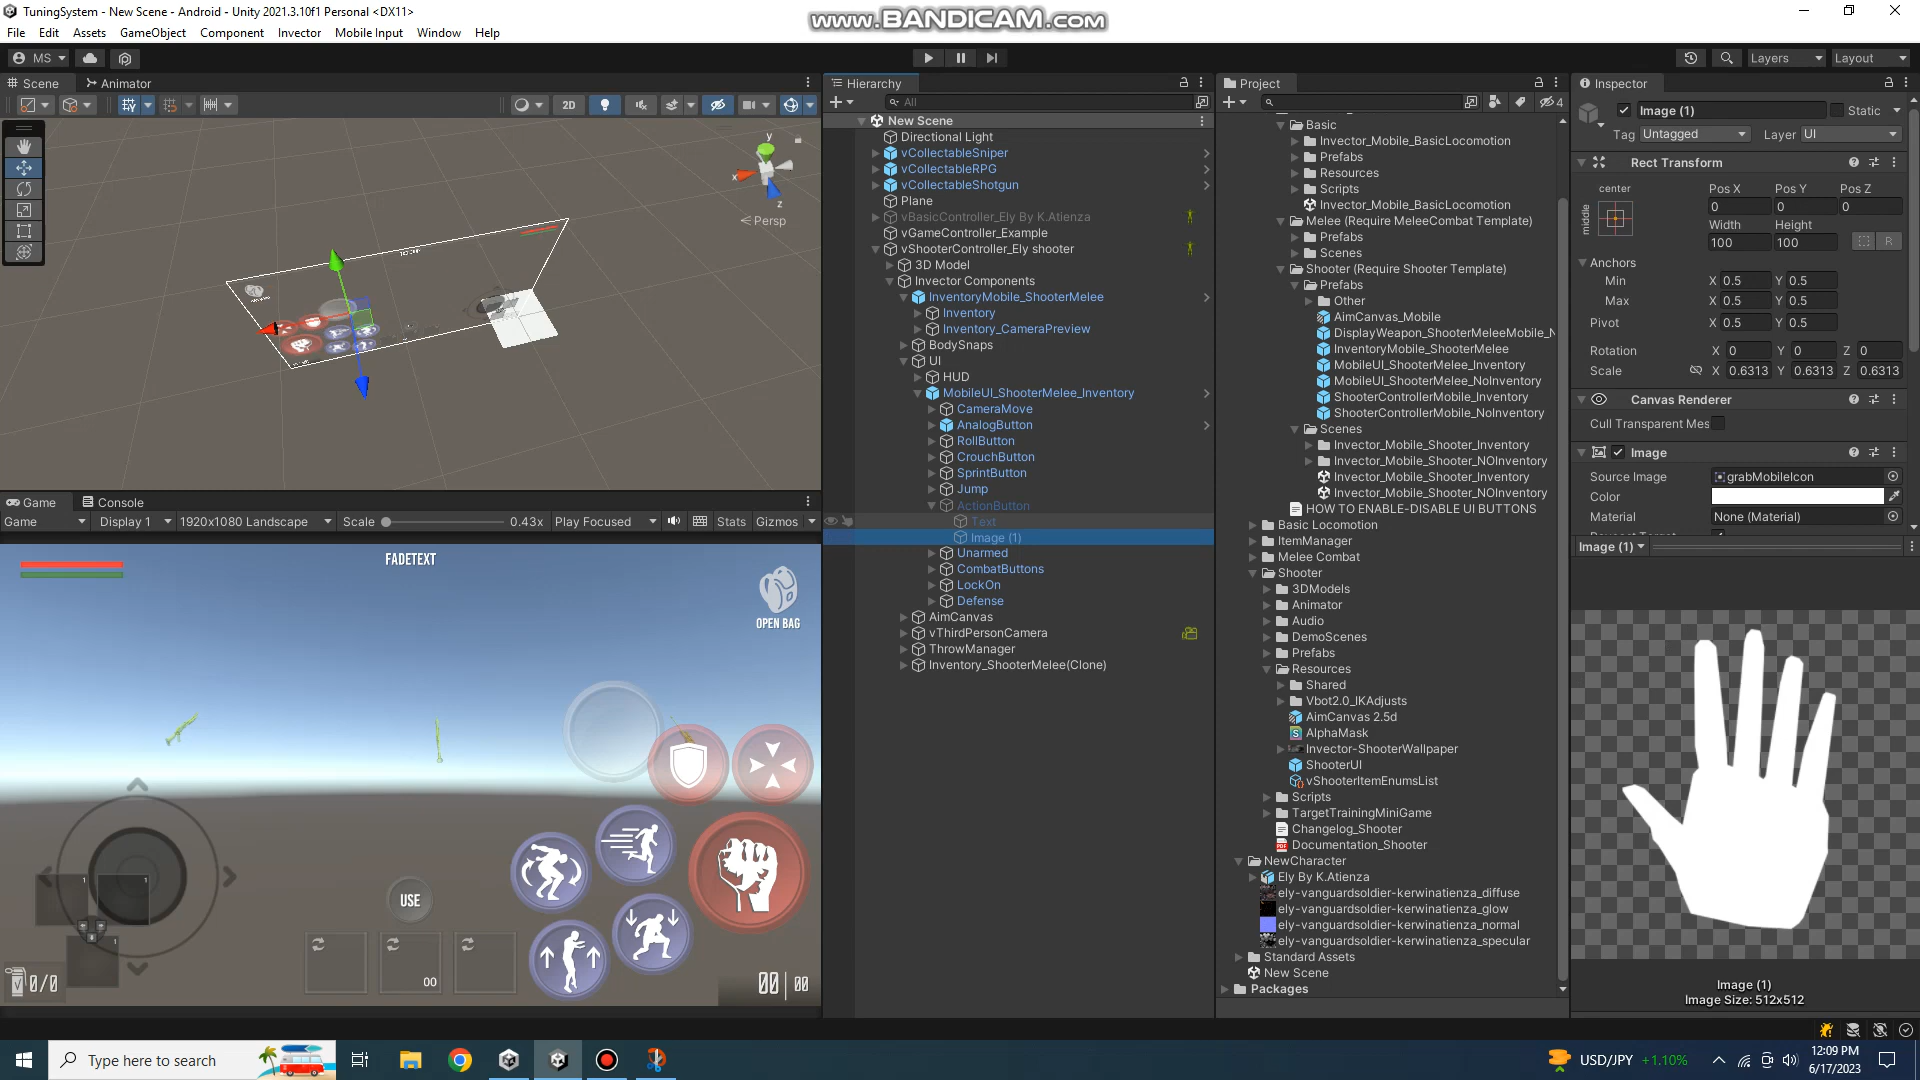 TuningSystem - New Scene - Android - Unity 2021.3.10f1 Personal <DX11>
www.BANDICAM.com
File Edit Assets GameObject Component Invector Mobile Input Window Help
MS
Layers
Layout
Scene
Animator
2D
y
x
z
Persp
Game
Console
Game
Display 1
1920x1080 Landscape
Scale
0.43x
Play Focused
Stats
Gizmos
FADETEXT
OPEN BAG
USE
1
1
1
0/0
00
00 | 00
Hierarchy
All
New Scene
Directional Light
vCollectableSniper
vCollectableRPG
vCollectableShotgun
Plane
vBasicController_Ely By K.Atienza
vGameController_Example
vShooterController_Ely shooter
3D Model
Invector Components
InventoryMobile_ShooterMelee
Inventory
Inventory_CameraPreview
BodySnaps
UI
HUD
MobileUI_ShooterMelee_Inventory
CameraMove
AnalogButton
RollButton
CrouchButton
SprintButton
Jump
ActionButton
Text
Image (1)
Unarmed
CombatButtons
LockOn
Defense
AimCanvas
vThirdPersonCamera
ThrowManager
Inventory_ShooterMelee(Clone)
Project
4
Basic
Invector_Mobile_BasicLocomotion
Prefabs
Resources
Scripts
Invector_Mobile_BasicLocomotion
Melee (Require MeleeCombat Template)
Prefabs
Scenes
Shooter (Require Shooter Template)
Prefabs
Other
AimCanvas_Mobile
DisplayWeapon_ShooterMeleeMobile_N
InventoryMobile_ShooterMelee
MobileUI_ShooterMelee_Inventory
MobileUI_ShooterMelee_NoInventory
ShooterControllerMobile_Inventory
ShooterControllerMobile_NoInventory
Scenes
Invector_Mobile_Shooter_Inventory
Invector_Mobile_Shooter_NOInventory
Invector_Mobile_Shooter_Inventory
Invector_Mobile_Shooter_NOInventory
HOW TO ENABLE-DISABLE UI BUTTONS
Basic Locomotion
ItemManager
Melee Combat
Shooter
3DModels
Animator
Audio
DemoScenes
Prefabs
Resources
Shared
Vbot2.0_IKAdjusts
AimCanvas 2.5d
AlphaMask
Invector-ShooterWallpaper
ShooterUI
vShooterItemEnumsList
Scripts
TargetTrainingMiniGame
Changelog_Shooter
Documentation_Shooter
NewCharacter
Ely By K.Atienza
ely-vanguardsoldier-kerwinatienza_diffuse
ely-vanguardsoldier-kerwinatienza_glow
ely-vanguardsoldier-kerwinatienza_normal
ely-vanguardsoldier-kerwinatienza_specular
Standard Assets
New Scene
Packages
Inspector
Image (1)
Static
Tag Untagged Layer UI
Rect Transform
center
middle
Pos X Pos Y Pos Z
0 0 0
Width Height
100 100
R
Anchors
Min X 0.5 Y 0.5
Max X 0.5 Y 0.5
Pivot X 0.5 Y 0.5
Rotation X 0 Y 0 Z 0
Scale X 0.6313 Y 0.6313 Z 0.6313
Canvas Renderer
Cull Transparent Mes
Image
Source Image grabMobileIcon
Color
Material None (Material)
Image (1)
Image (1)
Image Size: 512x512
Type here to search
USD/JPY +1.10%
12:09 PM
6/17/2023